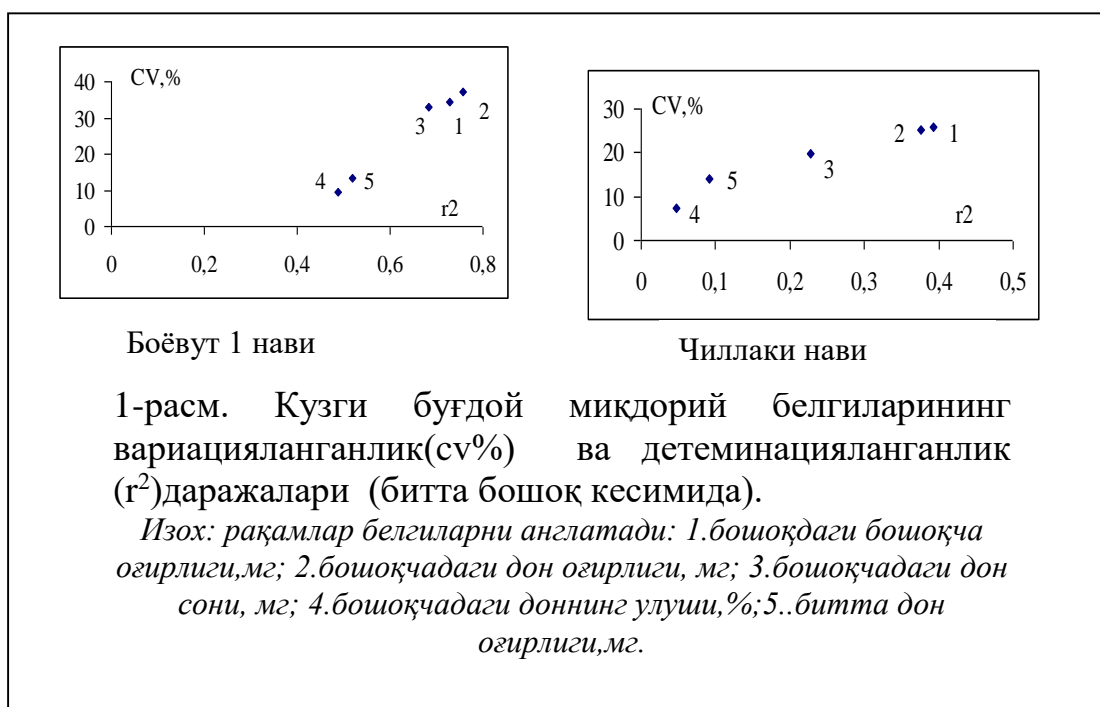 CV,%
40
30
20
10
0
3
1
2
4
5
r2
0
0,2
0,4
0,6
0,8
Боёвут 1 нави
CV,%
30
20
10
0
2
1
3
5
4
r2
0
0,1
0,2
0,3
0,4
0,5
Чиллаки нави
1-расм. Кузги буғдой миқдорий белгиларининг
вариацияланганлик(cv%) ва детеминацияланганлик
(r²)даражалари (битта бошоқ кесимида).
Изох: рақамлар белгиларни англатади: 1.бошоқдаги бошоқча
оғирлиги,мг; 2.бошоқчадаги дон оғирлиги, мг; 3.бошоқчадаги дон
сони, мг; 4.бошоқчадаги доннинг улуши,%;5..битта дон
оғирлиги,мг.